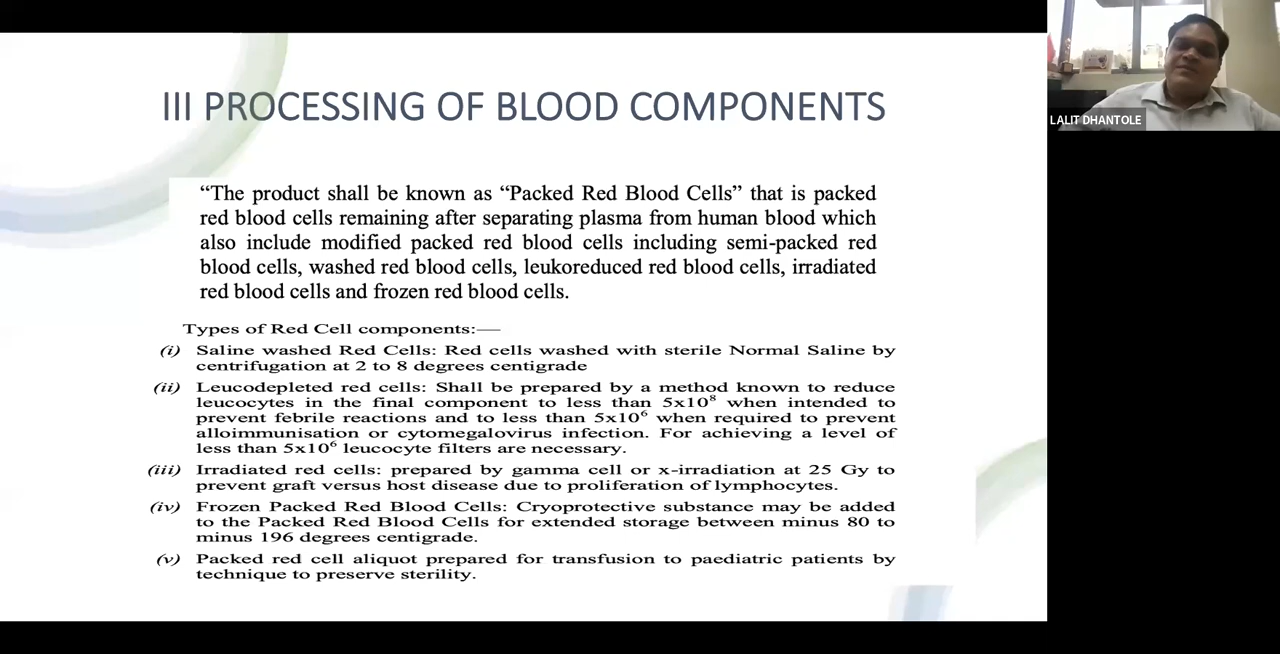 III PROCESSING OF BLOOD COMPONENTS
LALIT DHANTOLE
“The product shall be known as “Packed Red Blood Cells” that is packed
red blood cells remaining after separating plasma from human blood which
also include modified packed red blood cells including semi-packed red
blood cells, washed red blood cells, leukoreduced red blood cells, irradiated
red blood cells and frozen red blood cells.
Types of Red Cell components:—
(i) Saline washed Red Cells: Red cells washed with sterile Normal Saline by
centrifugation at 2 to 8 degrees centigrade
(ii) Leucodepleted red cells: Shall be prepared by a method known to reduce
leucocytes in the final component to less than 5x10⁸ when intended to
prevent febrile reactions and to less than 5x10⁶ when required to prevent
alloimmunisation or cytomegalovirus infection. For achieving a level of
less than 5x10⁶ leucocyte filters are necessary.
(iii) Irradiated red cells: prepared by gamma cell or x-irradiation at 25 Gy to
prevent graft versus host disease due to proliferation of lymphocytes.
(iv) Frozen Packed Red Blood Cells: Cryoprotective substance may be added
to the Packed Red Blood Cells for extended storage between minus 80 to
minus 196 degrees centigrade.
(v) Packed red cell aliquot prepared for transfusion to paediatric patients by
technique to preserve sterility.